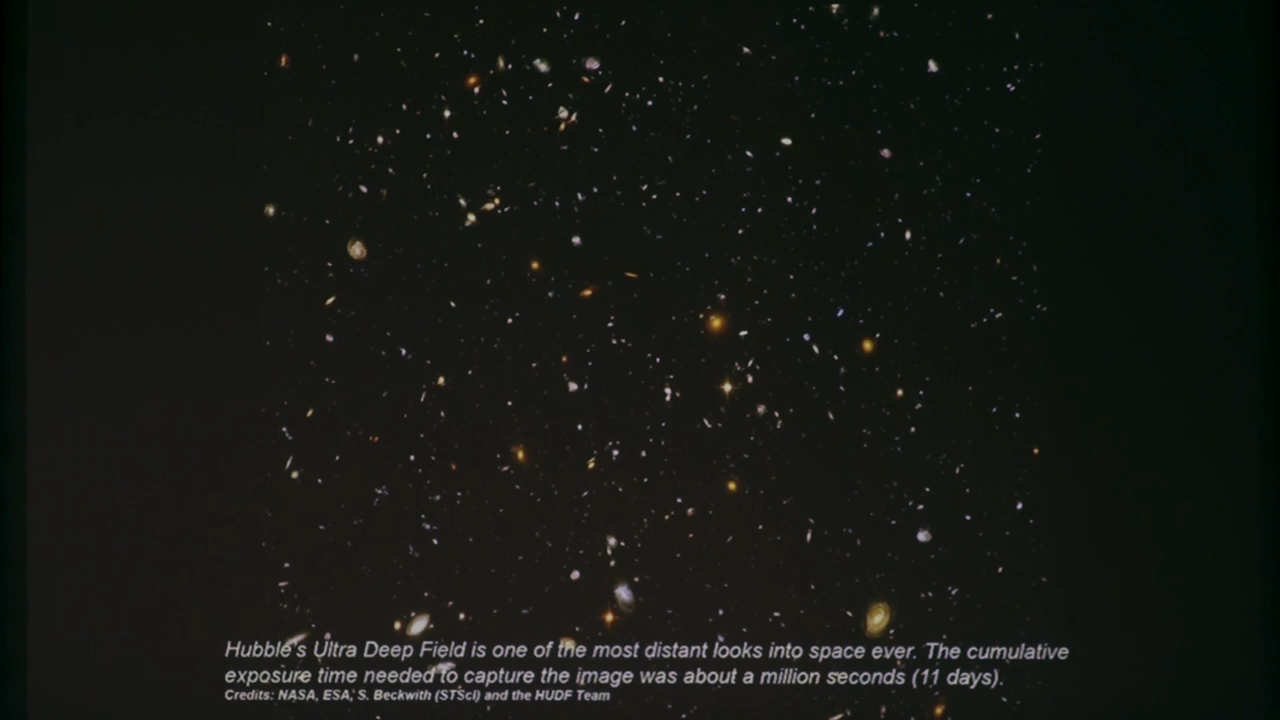 Hubble's Ultra Deep Field is one of the most distant looks into space ever. The cumulative
exposure time needed to capture the image was about a million seconds (11 days).
Credits: NASA, ESA, S. Beckwith (STScI) and the HUDF Team